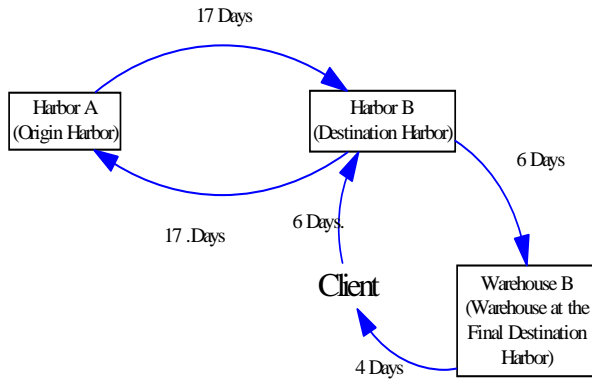 17 Days
Harbor A
(Origin Harbor)
Harbor B
(Destination Harbor)
6 Days
17 .Days
6 Days.
Client
Warehouse B
(Warehouse at the
Final Destination
Harbor)
4 Days